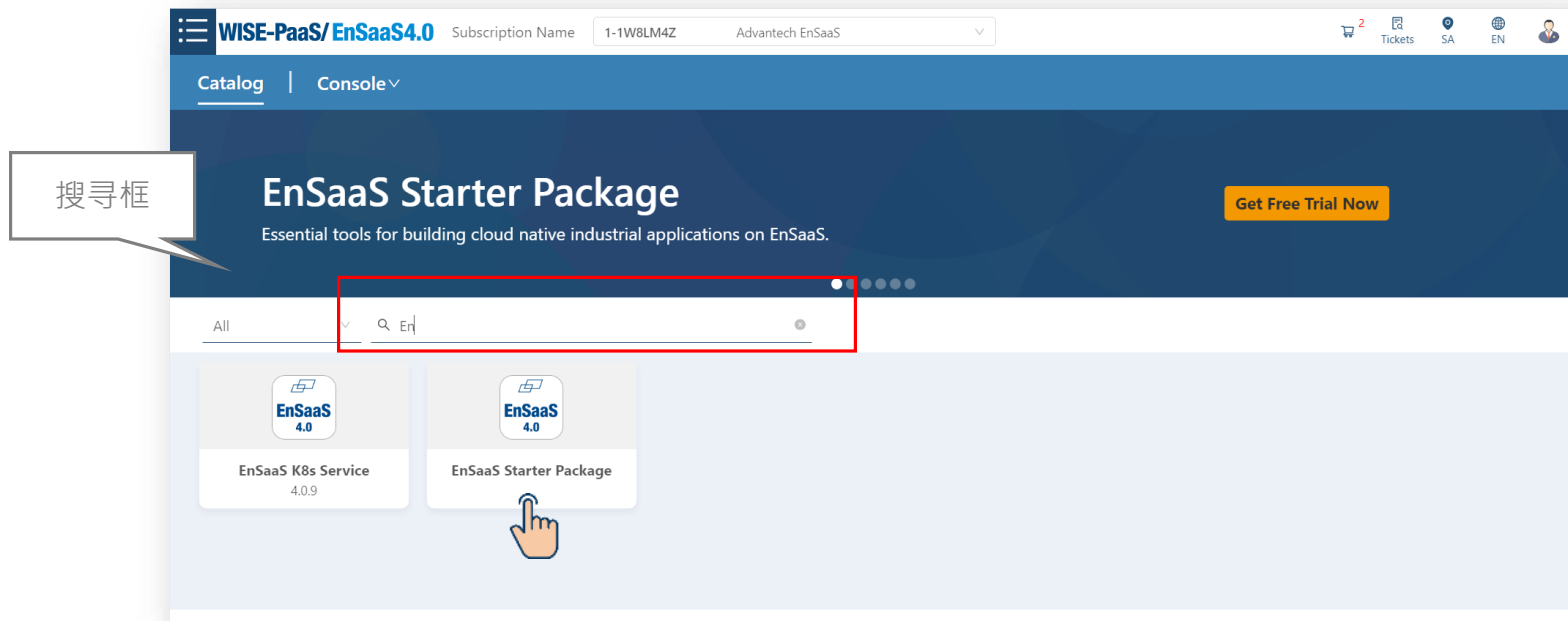 WISE-PaaS/ EnSaaS4.0 Subscription Name 1-1W8LM4Z Advantech EnSaaS 2 Tickets SA EN
Catalog | Console
搜寻框
EnSaaS Starter Package
Essential tools for building cloud native industrial applications on EnSaaS.
Get Free Trial Now
All En
EnSaaS
4.0
EnSaaS K8s Service
4.0.9
EnSaaS
4.0
EnSaaS Starter Package